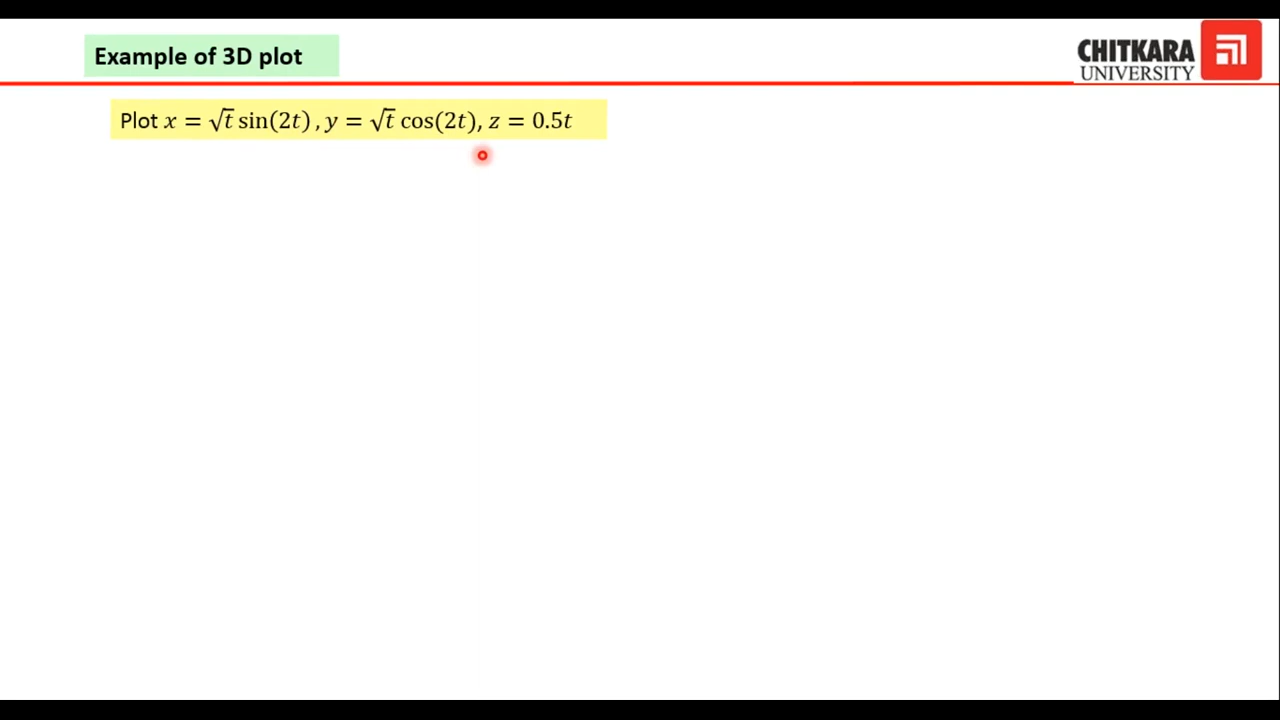 Example of 3D plot
CHITKARA
UNIVERSITY
Plot x = √t sin(2t) , y = √t cos(2t), z = 0.5t